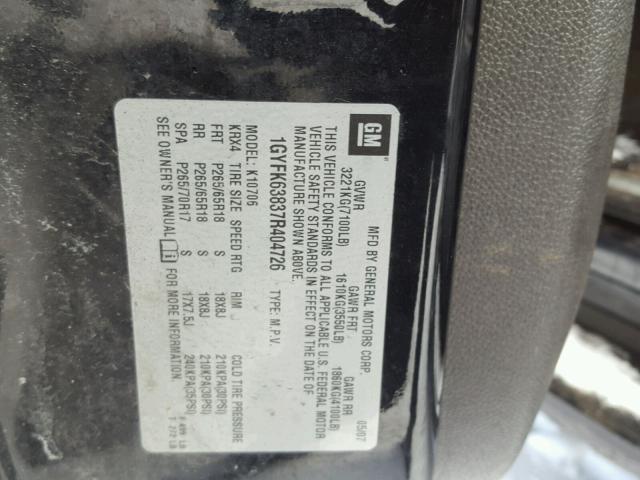 GM
MFD BY GENERAL MOTORS CORP. 05/07
GVWR GAWR FRT GAWR RR
3221KG(7100LB) 1610KG(3550LB) 1860KG(4100LB)
THIS VEHICLE CONFORMS TO ALL APPLICABLE U.S. FEDERAL MOTOR
VEHICLE SAFETY STANDARDS IN EFFECT ON THE DATE OF
MANUFACTURE SHOWN ABOVE.
1GYFK63837R404726 TYPE: M.P.V.
MODEL: K10706
KRX4 TIRE SIZE SPEED RTG RIM COLD TIRE PRESSURE
FRT P265/65R18 S 18X8J 210KPA(30PSI)
RR P265/65R18 S 18X8J 210KPA(30PSI)
SPA P265/70R17 S 17X7.5J 240KPA(35PSI)
SEE OWNER'S MANUAL FOR MORE INFORMATION.
T 272 LB